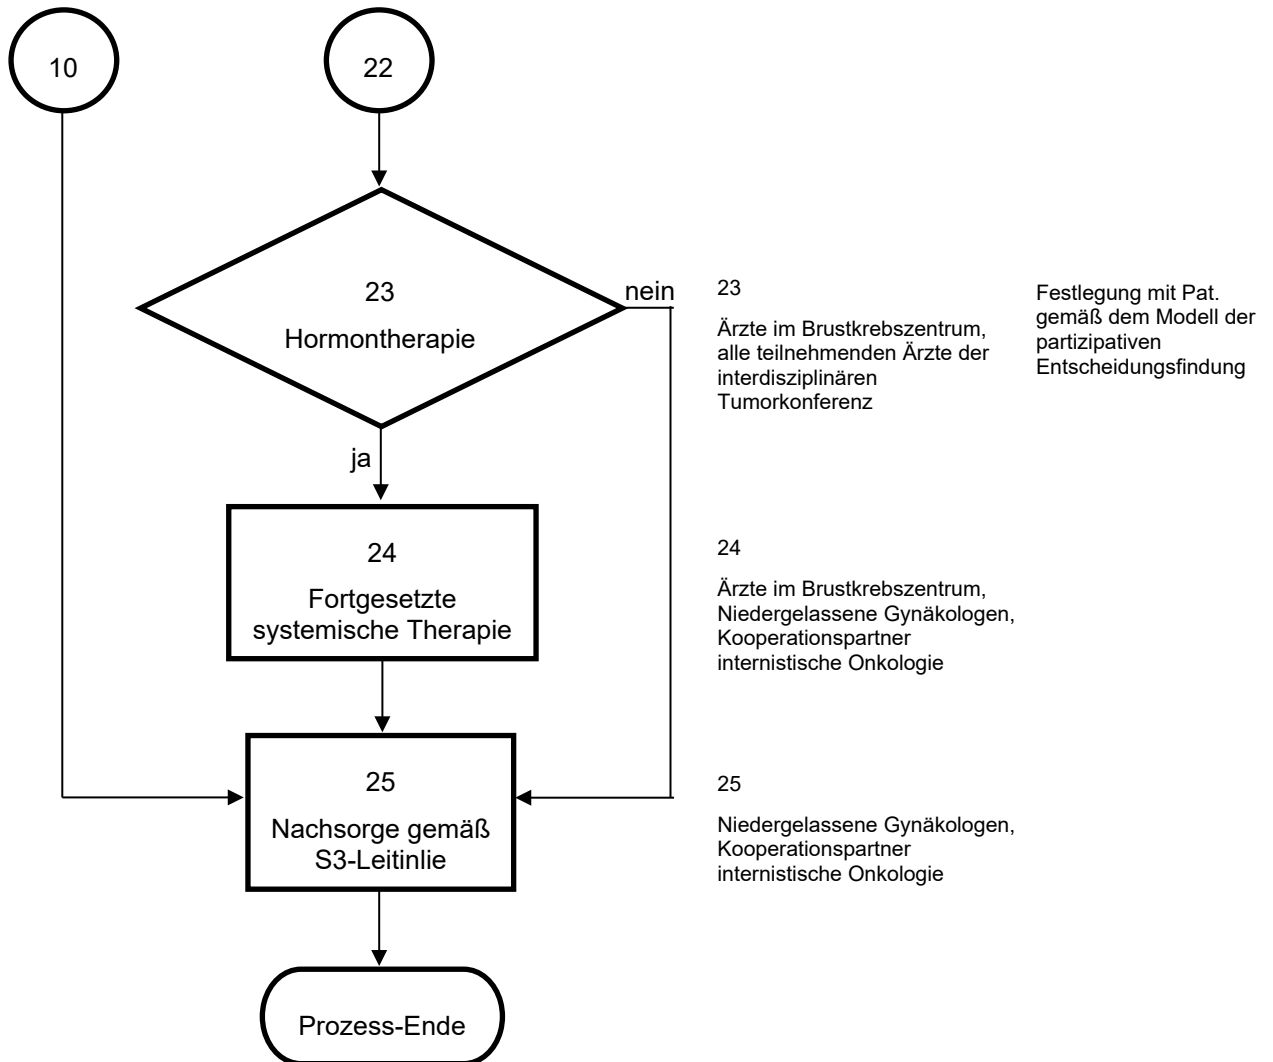 10
22
23
Hormontherapie
nein
ja
23
Ärzte im Brustkrebszentrum,
alle teilnehmenden Ärzte der
interdisziplinären
Tumorkonferenz
Festlegung mit Pat.
gemäß dem Modell der
partizipativen
Entscheidungsfindung
24
Fortgesetzte
systemische Therapie
24
Ärzte im Brustkrebszentrum,
Niedergelassene Gynäkologen,
Kooperationspartner
internistische Onkologie
25
Nachsorge gemäß
S3-Leitinlie
25
Niedergelassene Gynäkologen,
Kooperationspartner
internistische Onkologie
Prozess-Ende